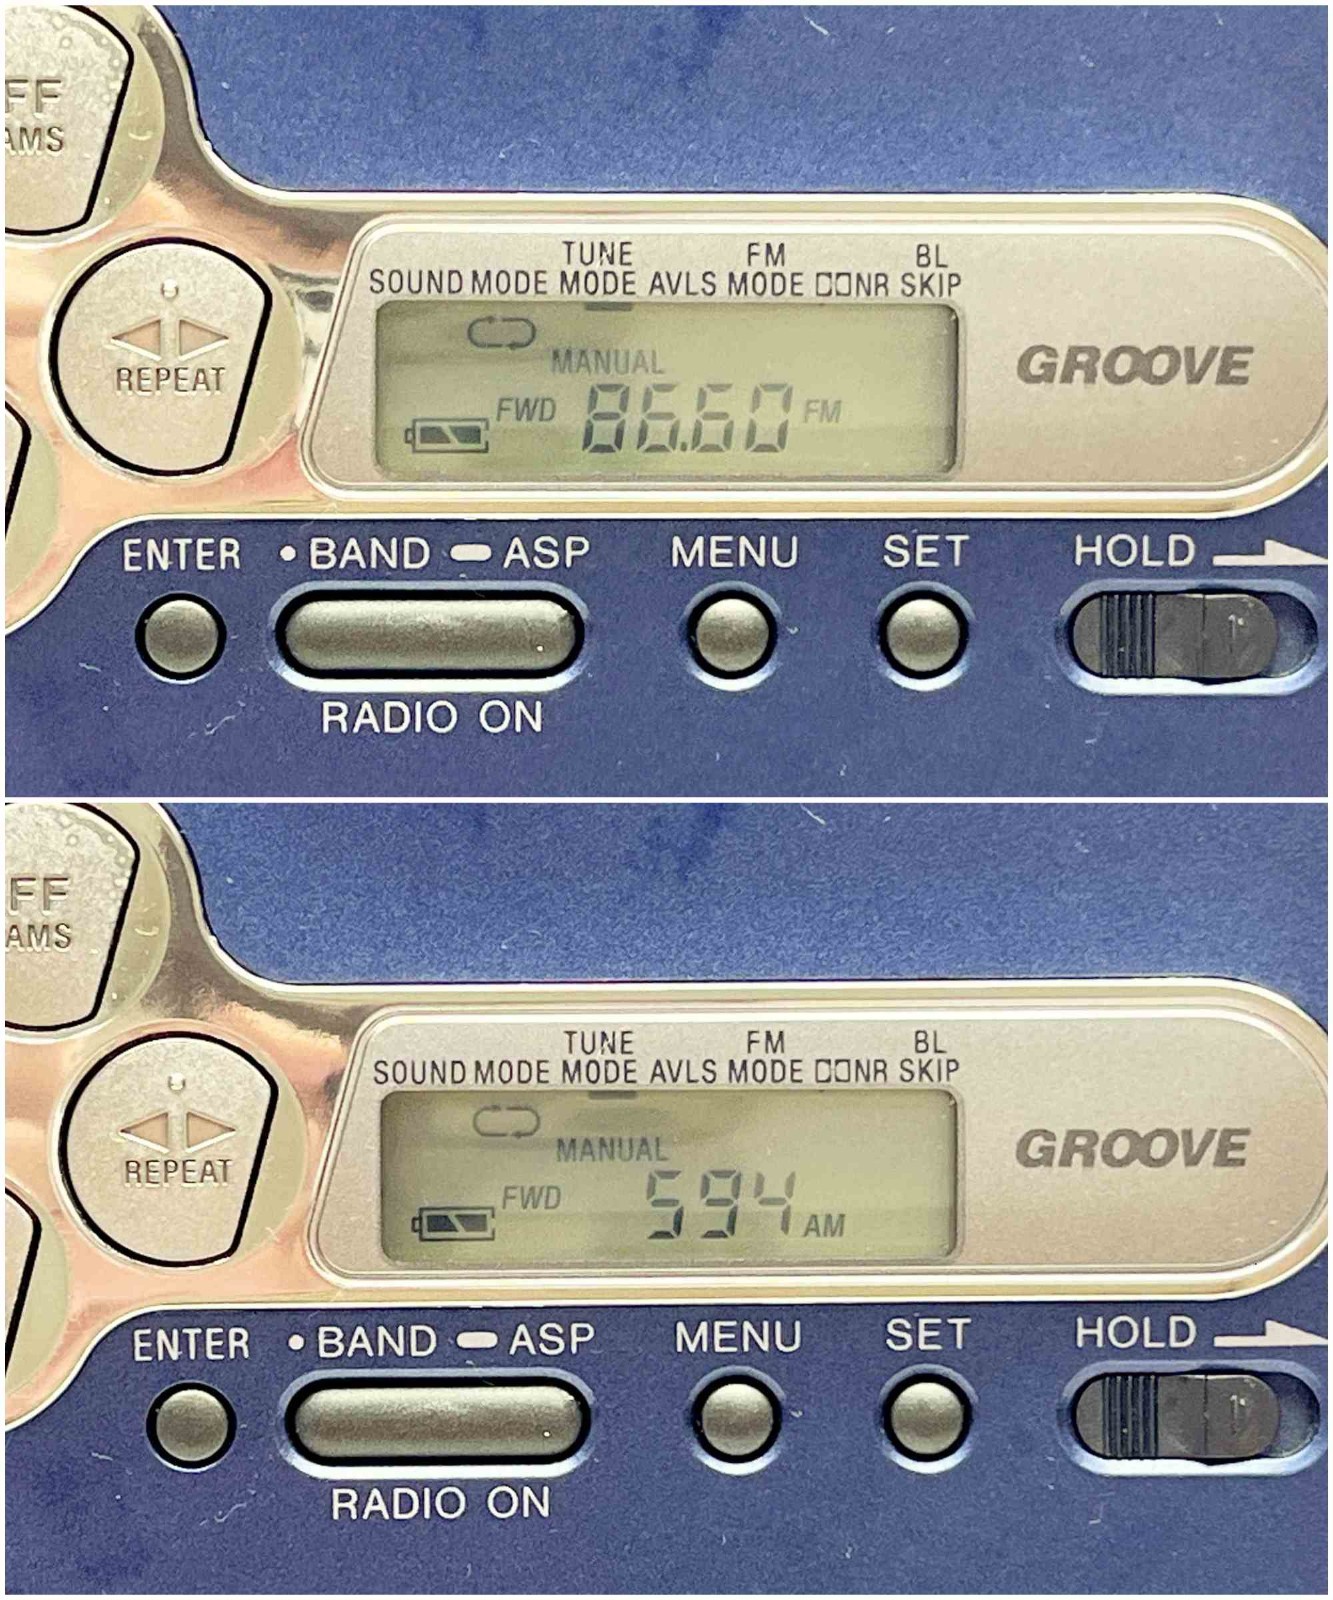 FF
AMS
REPEAT
TUNE FM BL
SOUND MODE MODE AVLS MODE NR SKIP
MANUAL
FWD 86.60 FM
GROOVE
ENTER • BAND ASP MENU SET HOLD
RADIO ON
FF
AMS
REPEAT
TUNE FM BL
SOUND MODE MODE AVLS MODE NR SKIP
MANUAL
FWD 594 AM
GROOVE
ENTER • BAND ASP MENU SET HOLD
RADIO ON